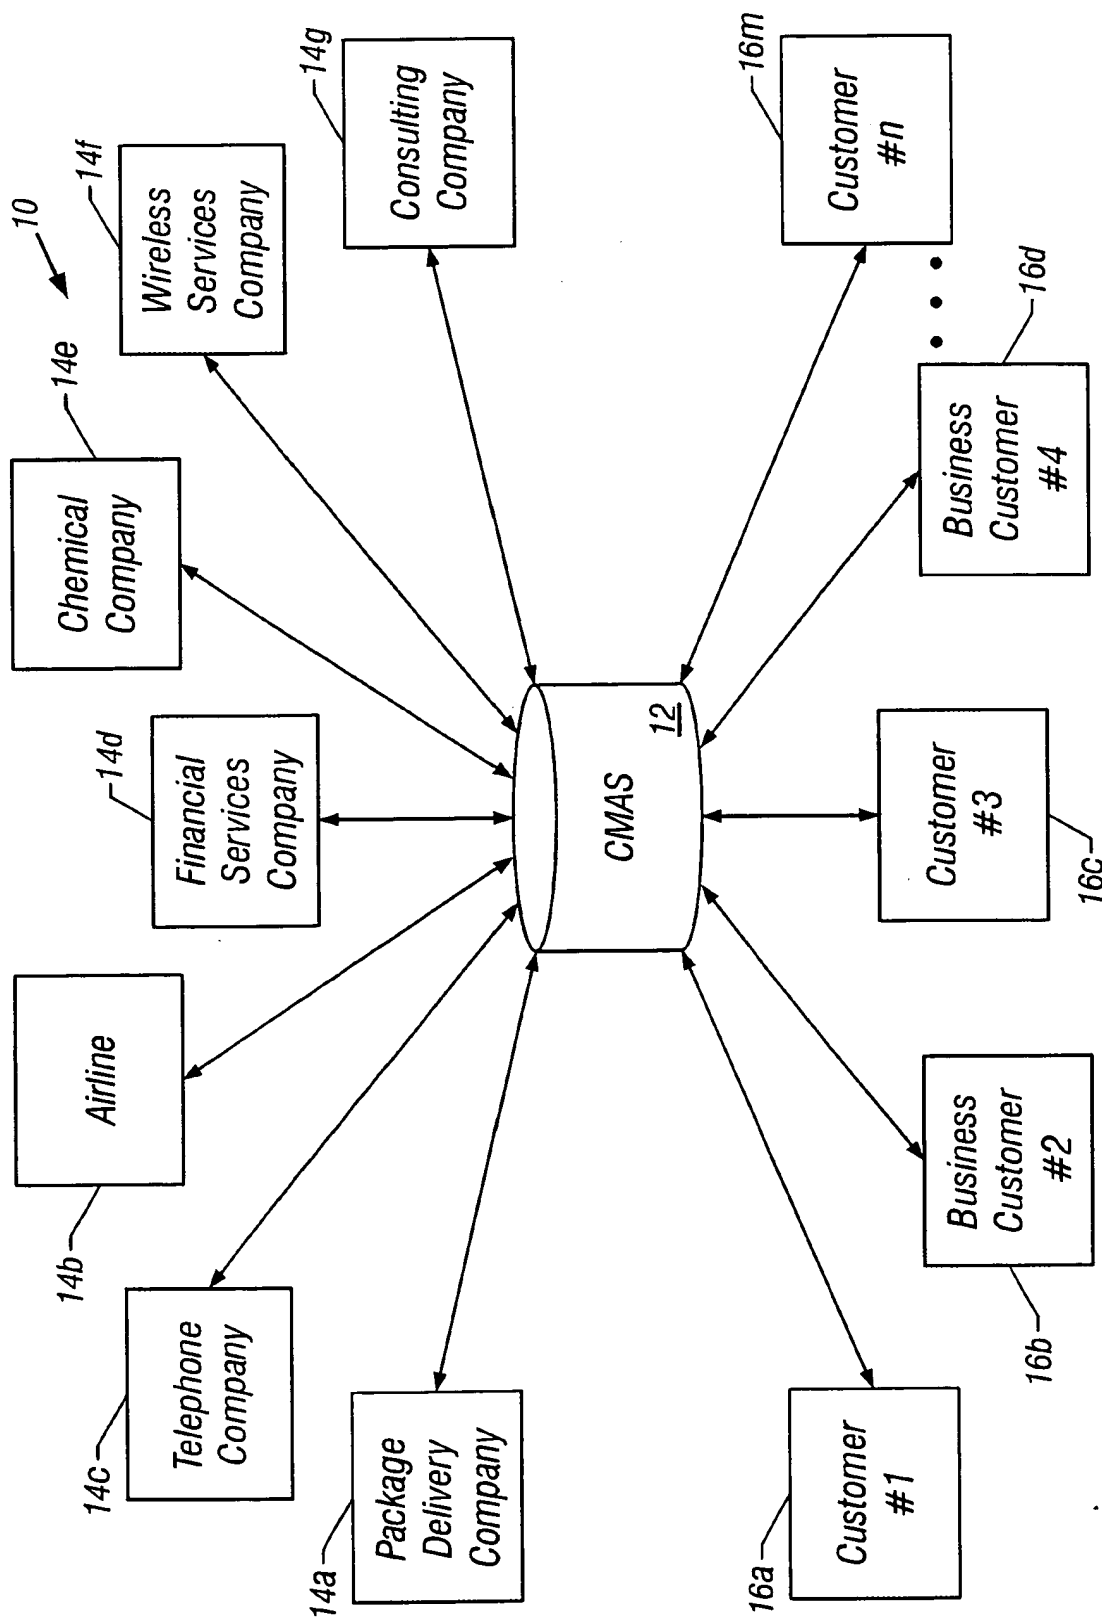 10
14a
Package
Delivery
Company
14c
Telephone
Company
14b
Airline
14d
Financial
Services
Company
14e
Chemical
Company
14f
Wireless
Services
Company
14g
Consulting
Company
CMAS
12
16a
Customer
#1
16b
Business
Customer
#2
16c
Customer
#3
16d
Business
Customer
#4
16m
Customer
#n